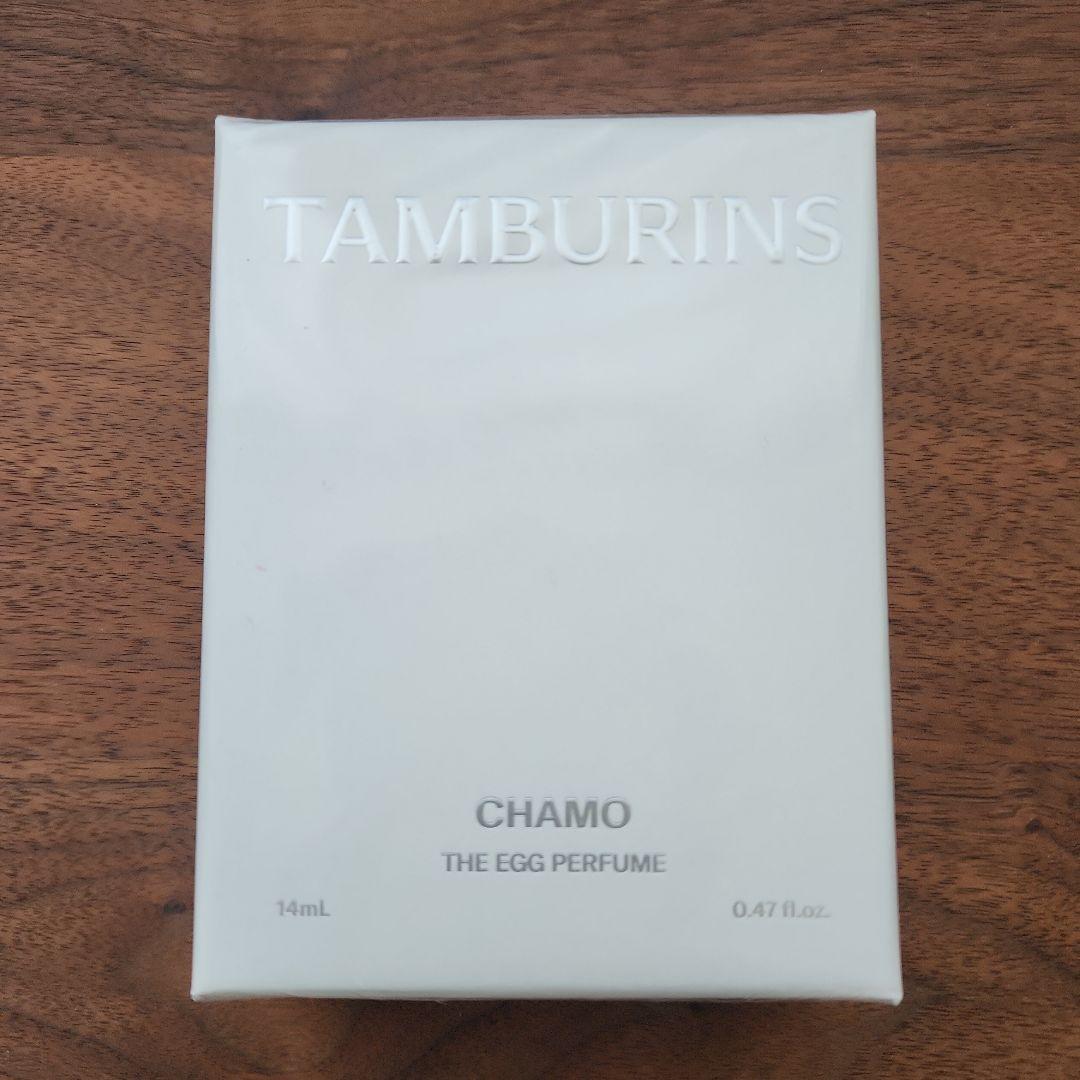 TAMBURINS
CHAMO
THE EGG PERFUME
14mL 0.47 fl.oz.